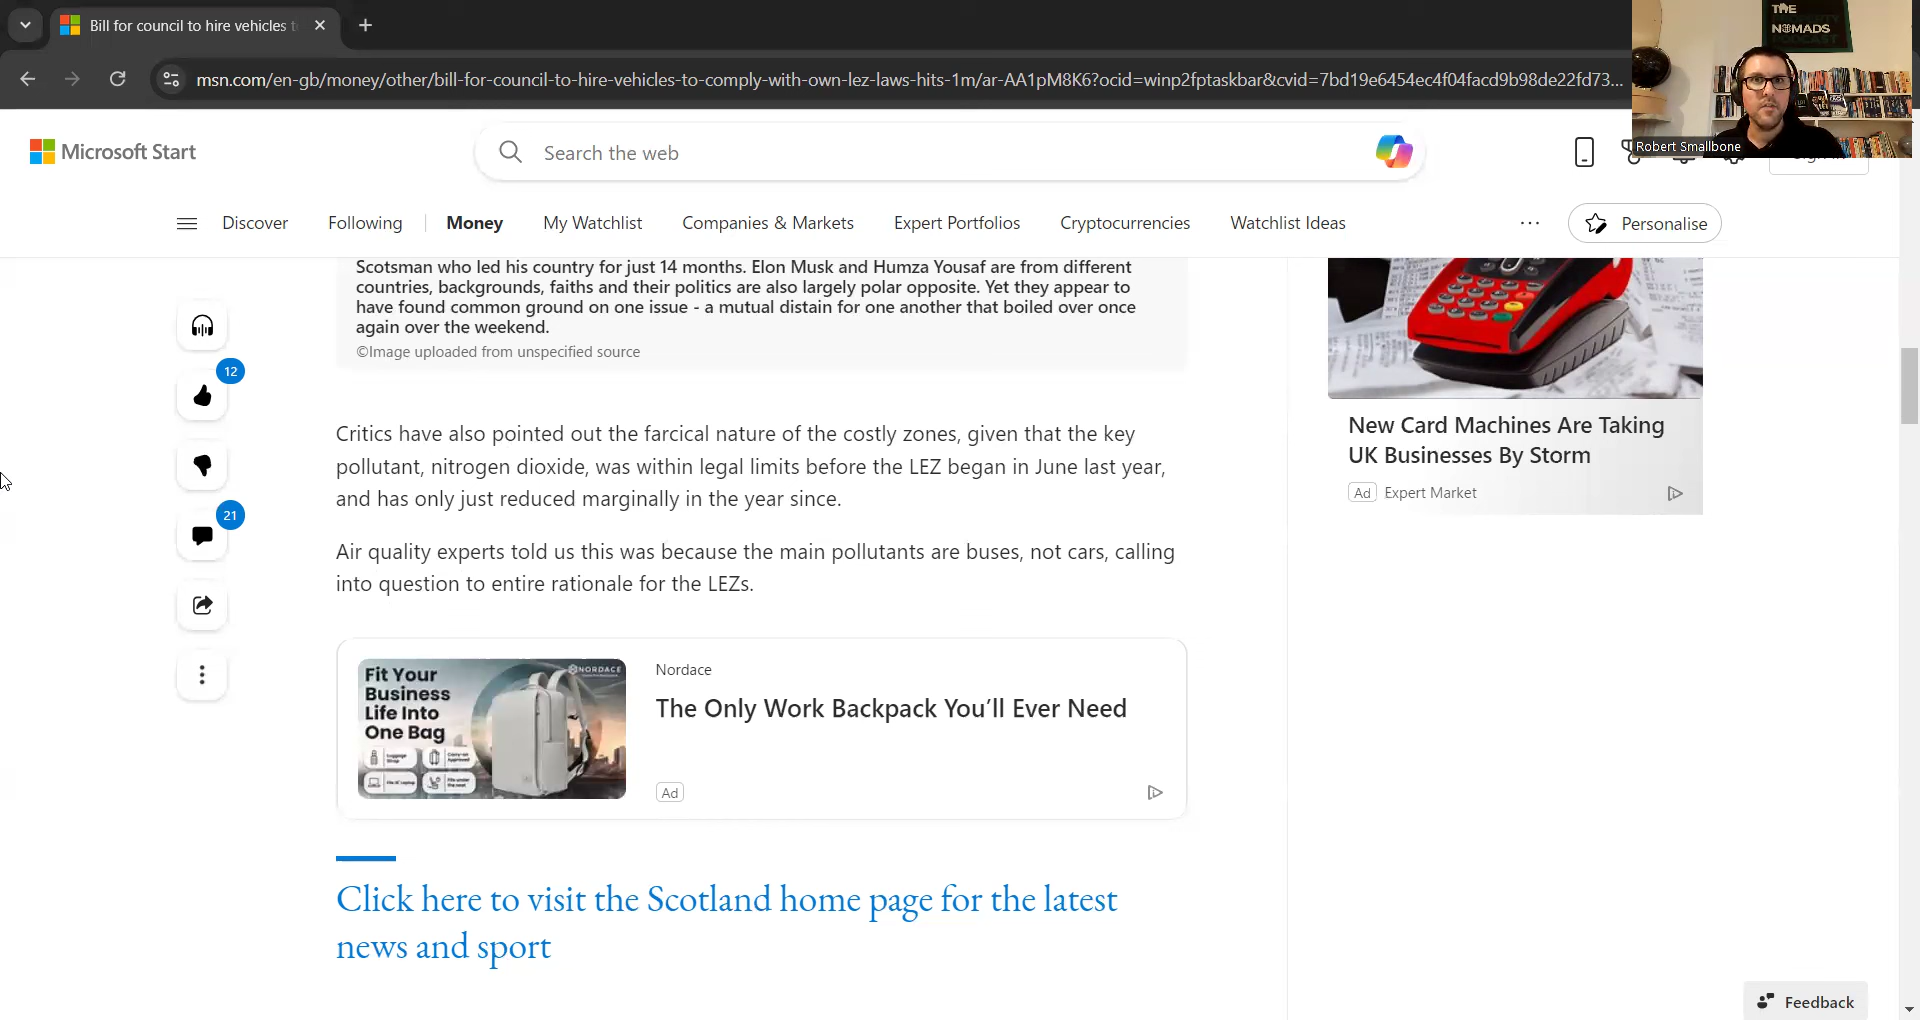 Bill for council to hire vehicles t
msn.com/en-gb/money/other/bill-for-council-to-hire-vehicles-to-comply-with-own-lez-laws-hits-1m/ar-AA1pM8K6?ocid=winp2fptaskbar&cvid=7bd19e6454ec4f04facd9b98de22fd73...
THE
NOMADS
PODCAST
Robert Smallbone
Microsoft Start
Search the web
Discover
Following
Money
My Watchlist
Companies & Markets
Expert Portfolios
Cryptocurrencies
Watchlist Ideas
Personalise
Scotsman who led his country for just 14 months. Elon Musk and Humza Yousaf are from different
countries, backgrounds, faiths and their politics are also largely polar opposite. Yet they appear to
have found common ground on one issue - a mutual distain for one another that boiled over once
again over the weekend.
©Image uploaded from unspecified source
12
21
Critics have also pointed out the farcical nature of the costly zones, given that the key
pollutant, nitrogen dioxide, was within legal limits before the LEZ began in June last year,
and has only just reduced marginally in the year since.
Air quality experts told us this was because the main pollutants are buses, not cars, calling
into question to entire rationale for the LEZs.
New Card Machines Are Taking
UK Businesses By Storm
Ad
Expert Market
Fit Your
Business
Life Into
One Bag
NORDACE
Nordace
The Only Work Backpack You’ll Ever Need
Ad
Click here to visit the Scotland home page for the latest
news and sport
Feedback